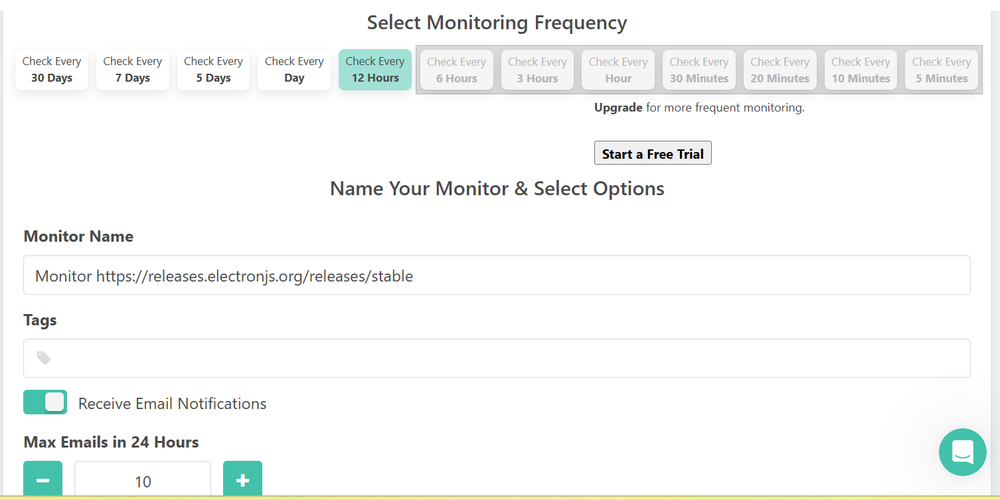 Select Monitoring Frequency
Check Every Check Every Check Every Check Every Check Every Check Every Check Every Check Every Check Every Check Every Check Every Check Every
30 Days 7 Days 5 Days Day 12 Hours 6 Hours 3 Hours Hour 30 Minutes 20 Minutes 10 Minutes 5 Minutes
Upgrade for more frequent monitoring.
Start a Free Trial
Name Your Monitor & Select Options
Monitor Name
Monitor https://releases.electronjs.org/releases/stable
Tags
Receive Email Notifications
Max Emails in 24 Hours
10